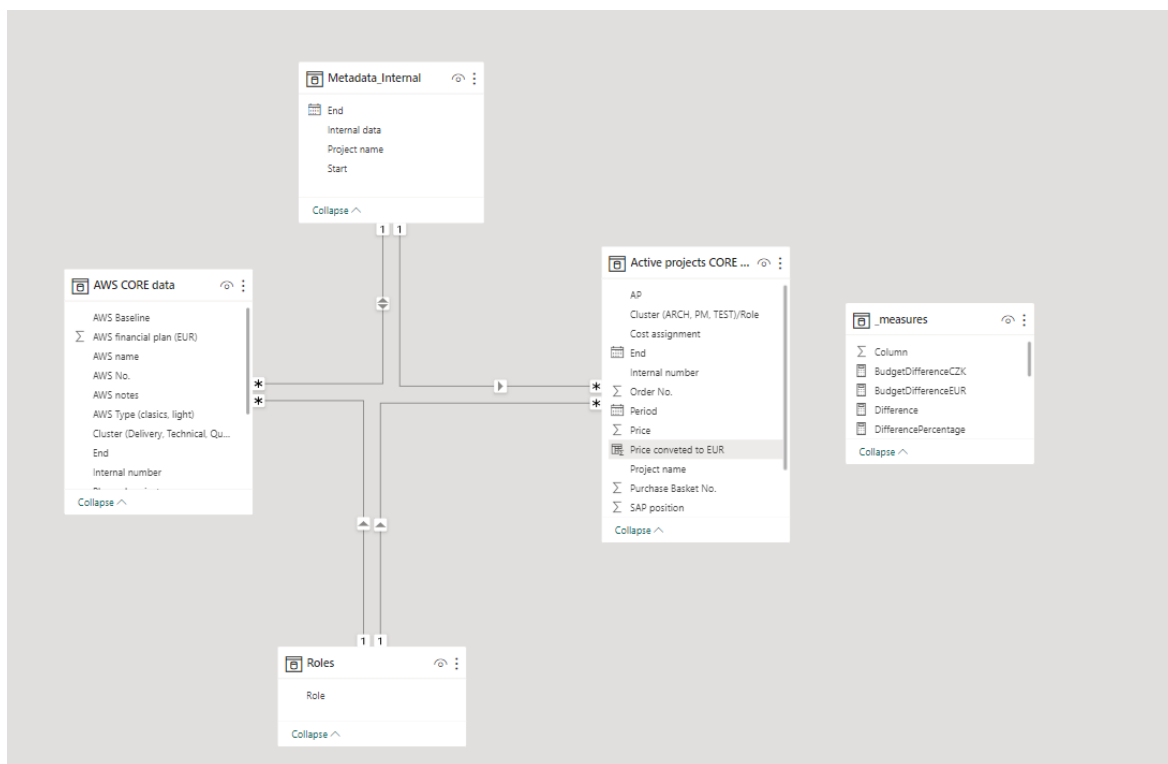 Metadata_Internal
End
Internal data
Project name
Start
Collapse
1 1
AWS CORE data
AWS Baseline
AWS financial plan (EUR)
AWS name
AWS No.
AWS notes
AWS Type (clasics, light)
Cluster (Delivery, Technical, Qu...
End
Internal number
Collapse
*
*
Active projects CORE ...
AP
Cluster (ARCH, PM, TEST)/Role
Cost assignment
End
Internal number
Order No.
Period
Price
Price conveted to EUR
Project name
Purchase Basket No.
SAP position
Collapse
*
*
_measures
Column
BudgetDifferenceCZK
BudgetDifferenceEUR
Difference
DifferencePercentage
Collapse
1 1
Roles
Role
Collapse